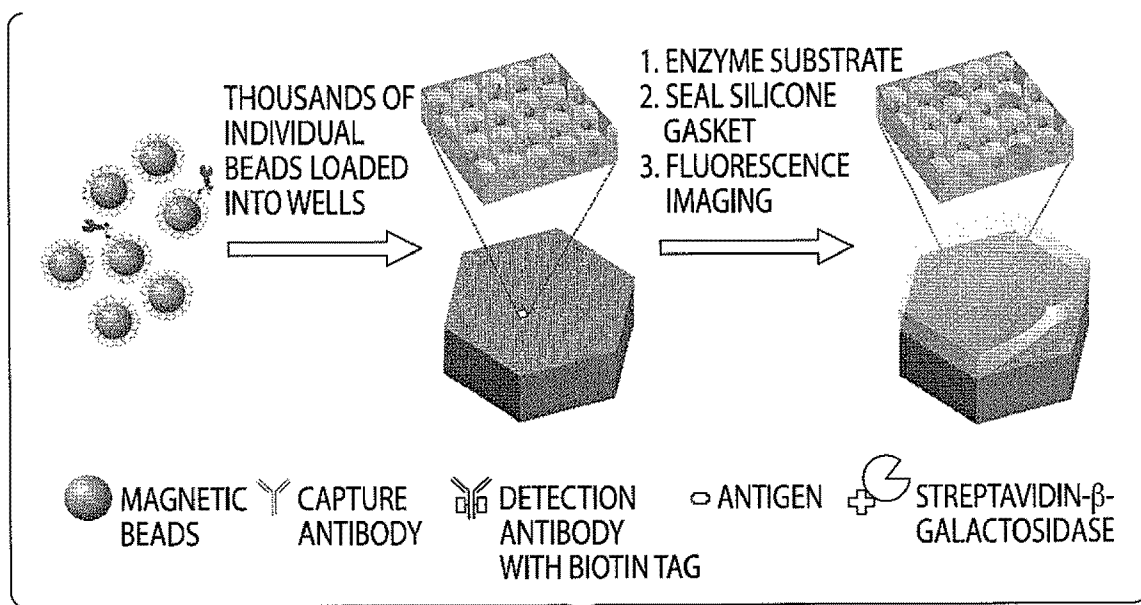 THOUSANDS OF
INDIVIDUAL
BEADS LOADED
INTO WELLS
1. ENZYME SUBSTRATE
2. SEAL SILICONE
GASKET
3. FLUORESCENCE
IMAGING
MAGNETIC
BEADS
CAPTURE
ANTIBODY
DETECTION
ANTIBODY
WITH BIOTIN TAG
ANTIGEN
STREPTAVIDIN-β-
GALACTOSIDASE